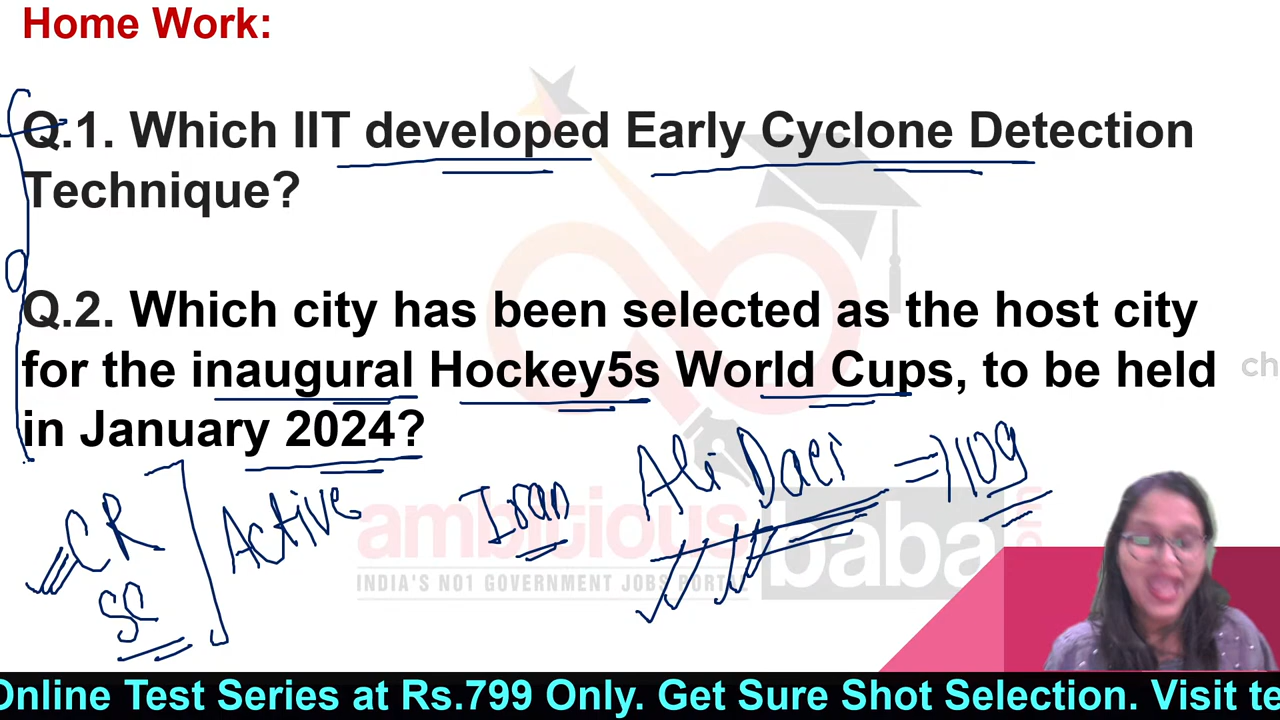 Home Work:
Q.1. Which IIT developed Early Cyclone Detection
Technique?
Q.2. Which city has been selected as the host city
for the inaugural Hockey5s World Cups, to be held
in January 2024?
ch
CR
SC
Active
Iran
Ali Daei
109
ambitious
baba
.com
INDIA'S NO1 GOVERNMENT JOBS PORTAL
Online Test Series at Rs.799 Only. Get Sure Shot Selection. Visit te